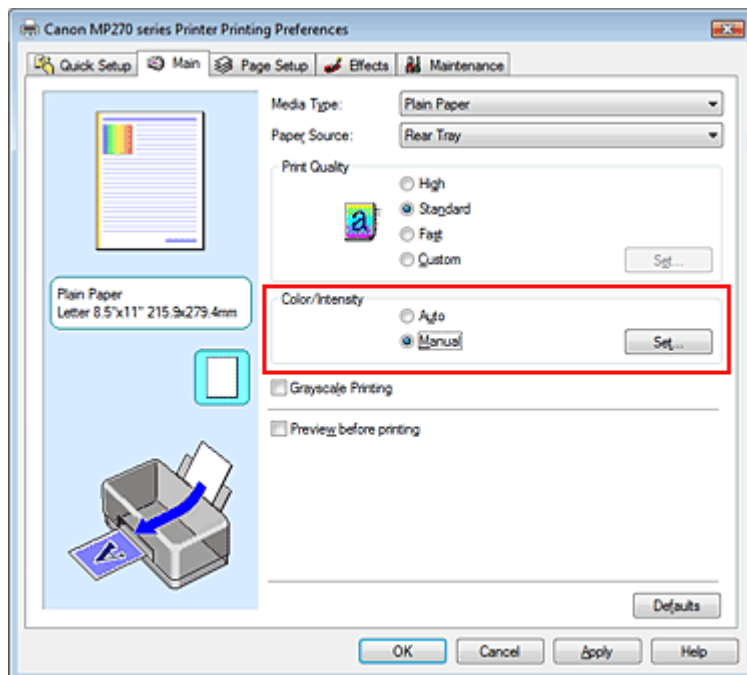 Canon MP270 series Printer Printing Preferences
Quick Setup Main Page Setup Effects Maintenance
Media Type: Plain Paper
Paper Source: Rear Tray
Print Quality
High
a
Standard
Fast
Custom Set...
Plain Paper
Letter 8.5"x11" 215.9x279.4mm
Color/Intensity
Auto
Manual Set...
Grayscale Printing
Preview before printing
A
Defaults
OK Cancel Apply Help